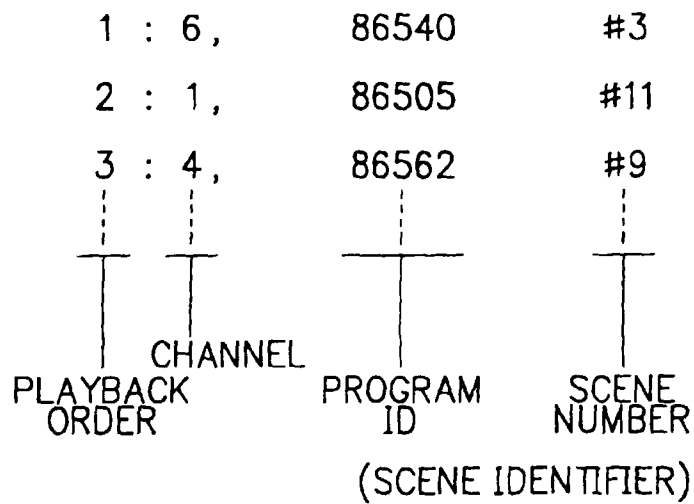 1 : 6, 86540 #3
2 : 1, 86505 #11
3 : 4, 86562 #9
CHANNEL
PLAYBACK ORDER
PROGRAM ID
SCENE NUMBER
(SCENE IDENTIFIER)